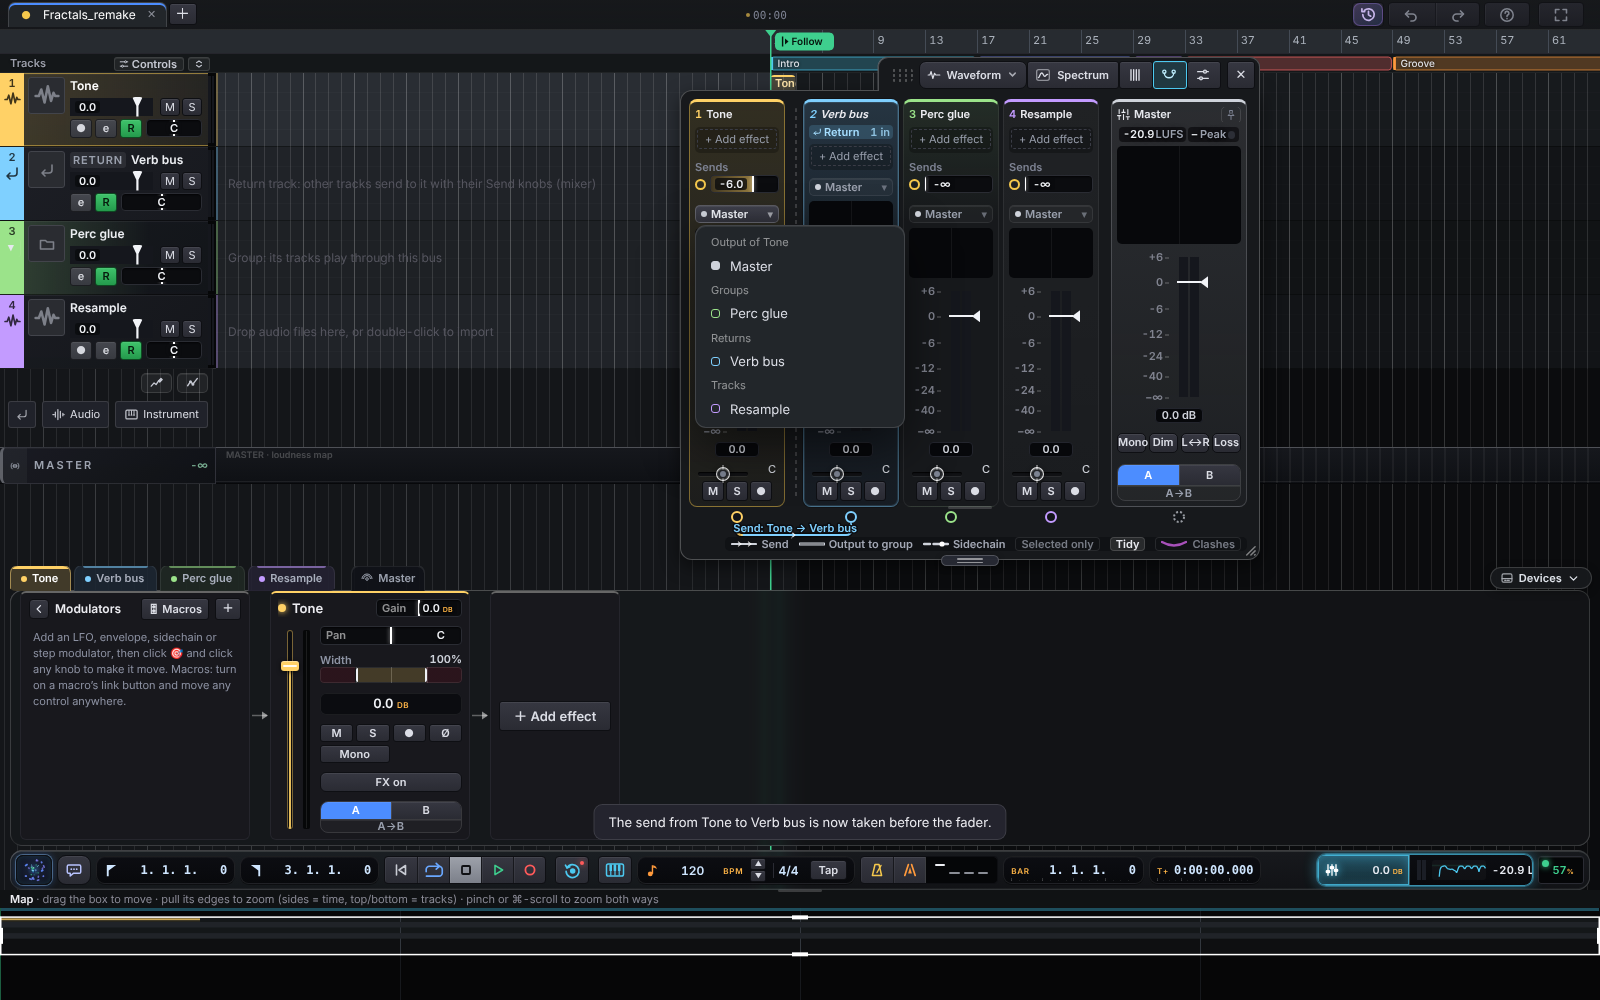 Fractals_remake
00:00
Follow
9 13 17 21 25 29 33 37 41 45 49 53 57 61
Tracks
Controls
Intro
Groove
Ton
1
Tone
0.0
M S
e R C
2
RETURN Verb bus
0.0
M S
e R C
Return track: other tracks send to it with their Send knobs (mixer)
3
Perc glue
0.0
M S
e R C
Group: its tracks play through this bus
4
Resample
0.0
M S
e R C
Drop audio files here, or double-click to import
Audio
Instrument
MASTER
-∞
MASTER · loudness map
Waveform
Spectrum
1 Tone
+ Add effect
Sends
-6.0
Master
2 Verb bus
Return 1 in
+ Add effect
Master
3 Perc glue
+ Add effect
Sends
-∞
Master
4 Resample
+ Add effect
Sends
-∞
Master
Master
-20.9 LUFS – Peak
Output of Tone
Master
Groups
Perc glue
Returns
Verb bus
Tracks
Resample
+6
0
-6
-12
-24
-40
-∞
+6
0
-6
-12
-24
-40
-∞
+6
0
-6
-12
-24
-40
-∞
0.0 dB
-∞
-∞
0.0 0.0 0.0 0.0
C C C C
M S M S M S M S
Mono Dim L↔R Loss
A B
A→B
Send: Tone → Verb bus
Send
Output to group
Sidechain
Selected only
Tidy
Clashes
Tone
Verb bus
Perc glue
Resample
Master
Devices
Modulators
Macros
+
Add an LFO, envelope, sidechain or
step modulator, then click 🎯 and click
any knob to make it move. Macros: turn
on a macro's link button and move any
control anywhere.
Tone
Gain 0.0 DB
Pan C
Width 100%
0.0 DB
M S Ø
Mono
FX on
A B
A→B
+ Add effect
The send from Tone to Verb bus is now taken before the fader.
1. 1. 1. 0
3. 1. 1. 0
120 BPM
4/4
Tap
BAR 1. 1. 1. 0
T+ 0:00:00.000
0.0 DB
-20.9 L
57%
Map · drag the box to move · pull its edges to zoom (sides = time, top/bottom = tracks) · pinch or ⌘-scroll to zoom both ways